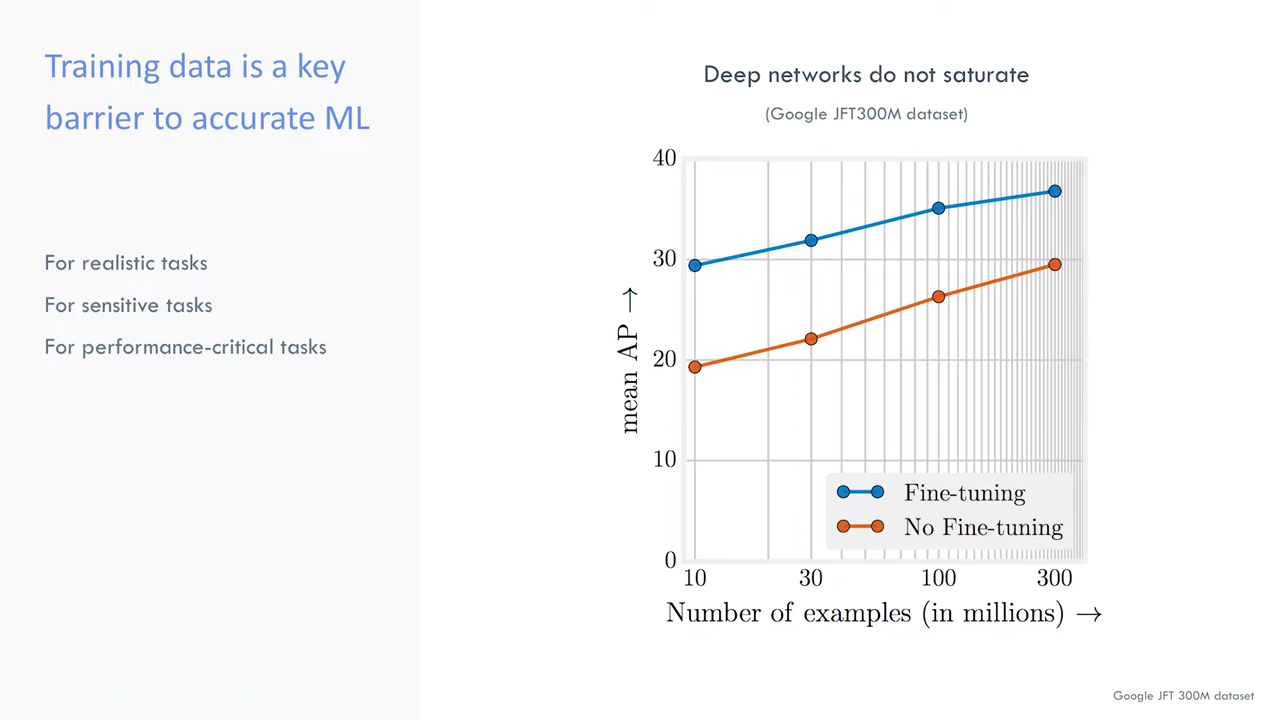 Training data is a key
barrier to accurate ML
For realistic tasks
For sensitive tasks
For performance-critical tasks
Deep networks do not saturate
(Google JFT300M dataset)
40
30
20
10
0
mean AP →
Fine-tuning
No Fine-tuning
10 30 100 300
Number of examples (in millions) →
Google JFT 300M dataset